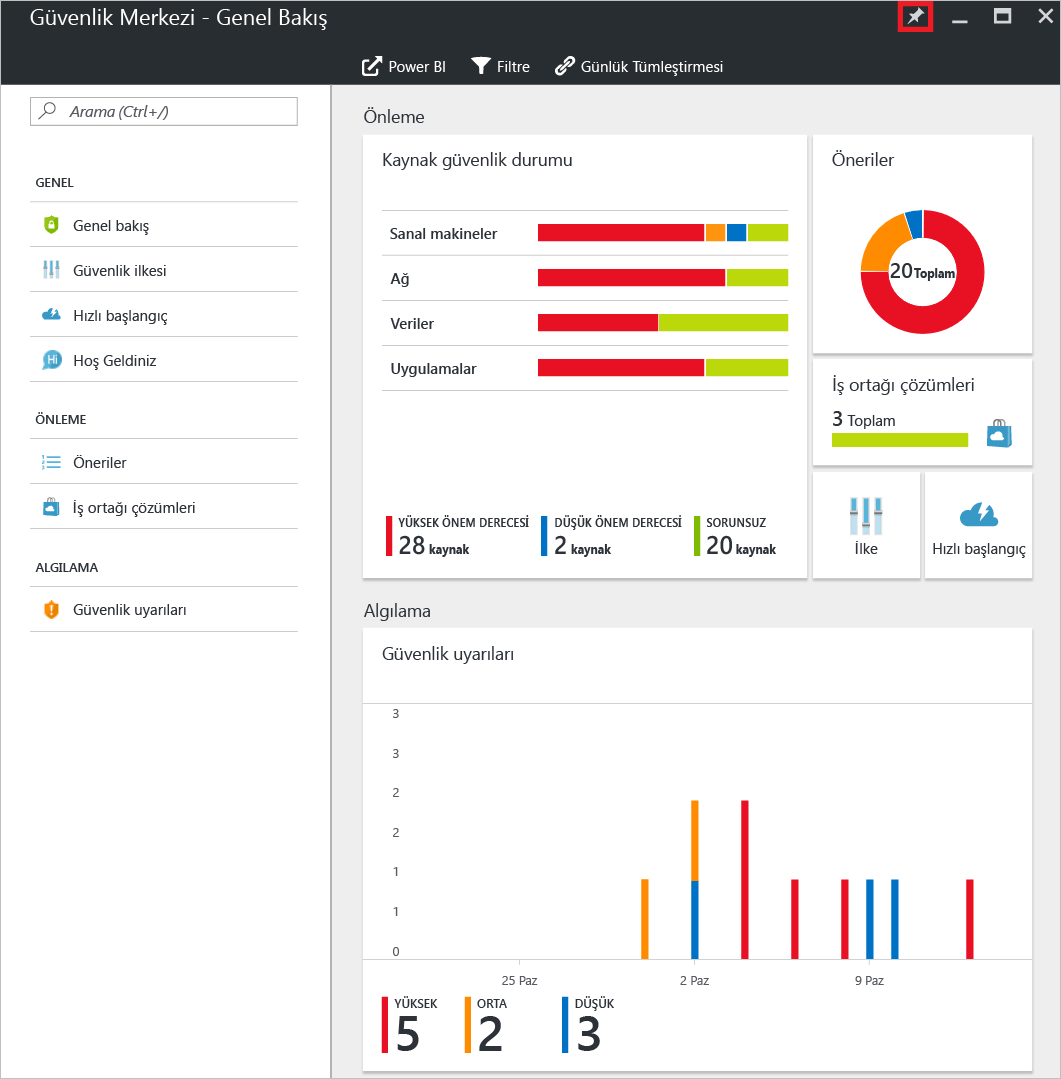 Güvenlik Merkezi - Genel Bakış
Power BI
Filtre
Günlük Tümleştirmesi
Arama (Ctrl+/)
GENEL
Genel bakış
Güvenlik ilkesi
Hızlı başlangıç
Hi
Hoş Geldiniz
ÖNLEME
Öneriler
İş ortağı çözümleri
ALGILAMA
Güvenlik uyarıları
Önleme
Kaynak güvenlik durumu
Sanal makineler
Ağ
Veriler
Uygulamalar
YÜKSEK ÖNEM DERECESİ
28 kaynak
DÜŞÜK ÖNEM DERECESİ
2 kaynak
SORUNSUZ
20 kaynak
Öneriler
20 Toplam
İş ortağı çözümleri
3 Toplam
İlke
Hızlı başlangıç
Algılama
Güvenlik uyarıları
3
3
2
2
1
1
0
25 Paz
2 Paz
9 Paz
YÜKSEK
5
ORTA
2
DÜŞÜK
3